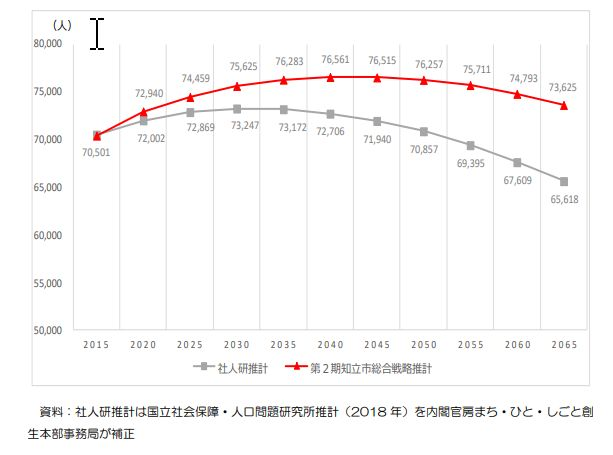 (人)
80,000
75,000
70,000
65,000
60,000
55,000
50,000
72,940 74,459 75,625 76,283 76,561 76,515 76,257 75,711 74,793 73,625
70,501 72,002 72,869 73,247 73,172 72,706 71,940 70,857 69,395 67,609 65,618
2015 2020 2025 2030 2035 2040 2045 2050 2055 2060 2065
社人研推計 第2期知立市総合戦略推計
資料：社人研推計は国立社会保障・人口問題研究所推計（2018年）を内閣官房まち・ひと・しごと創
生本部事務局が補正